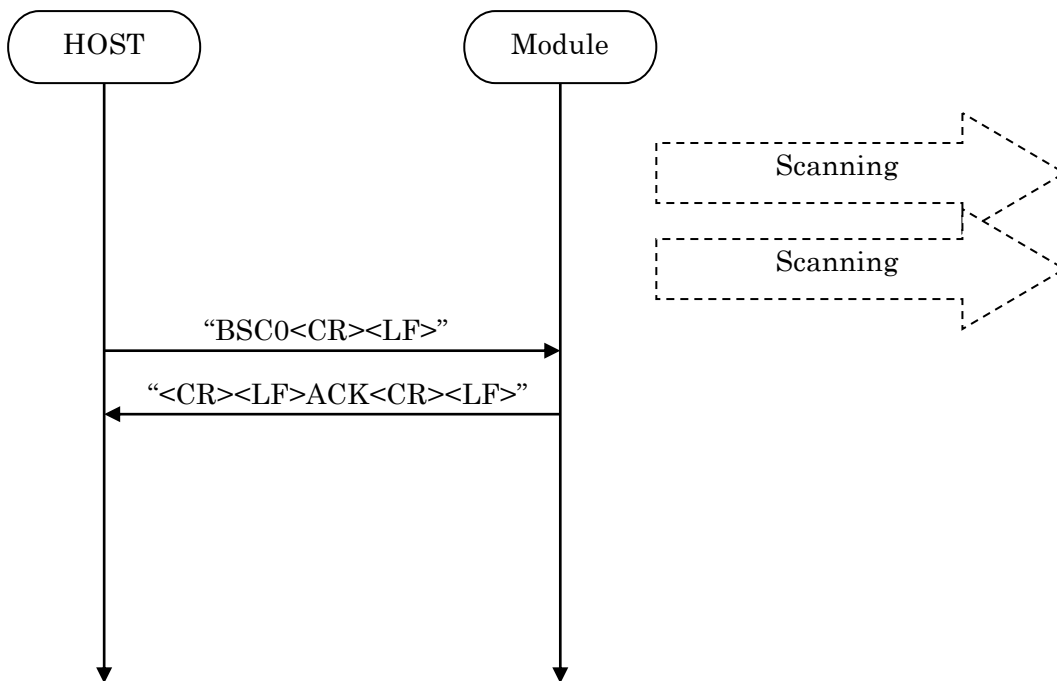 HOST
Module
Scanning
Scanning
“BSC0<CR><LF>”
“<CR><LF>ACK<CR><LF>”